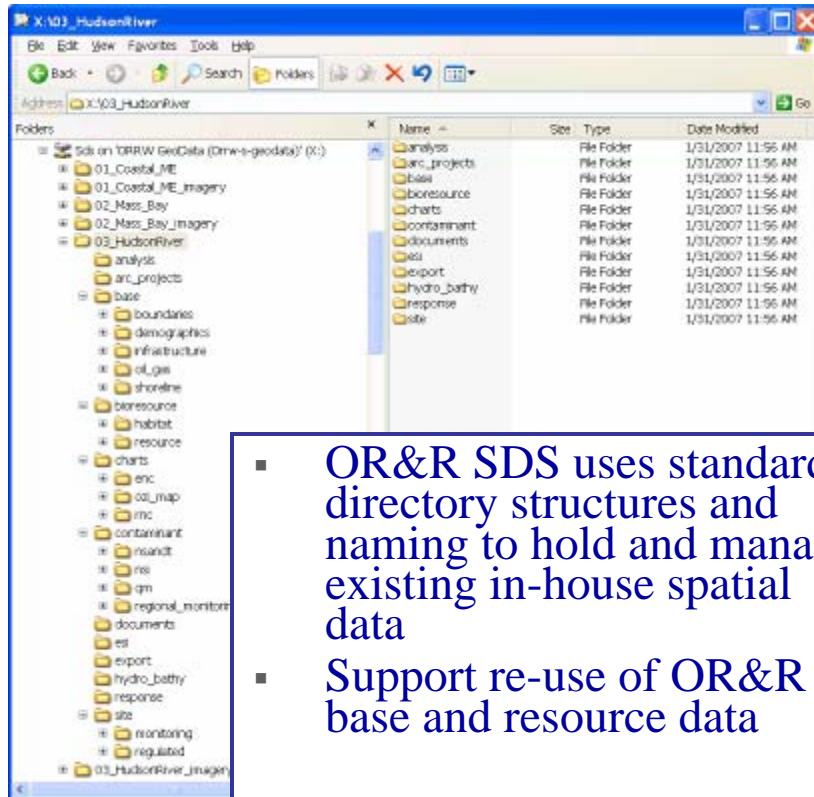 X:\03_HudsonRiver
File Edit View Favorites Tools Help
Back Search Folders
Address X:\03_HudsonRiver Go
Folders
Sds on 'ORRW GeoData (Orrw-s-geodata)' (X:)
01_Coastal_ME
01_Coastal_ME_imagery
02_Mass_Bay
02_Mass_Bay_imagery
03_HudsonRiver
analysis
arc_projects
base
boundaries
demographics
infrastructure
oil_gas
shoreline
bioresource
habitat
resource
charts
enc
ozi_map
rnc
contaminant
nsandt
nsi
qm
regional_monitorin
documents
esi
export
hydro_bathy
response
site
monitoring
regulated
03_HudsonRiver_imagery
Name Size Type Date Modified
analysis File Folder 1/31/2007 11:56 AM
arc_projects File Folder 1/31/2007 11:56 AM
base File Folder 1/31/2007 11:56 AM
bioresource File Folder 1/31/2007 11:56 AM
charts File Folder 1/31/2007 11:56 AM
contaminant File Folder 1/31/2007 11:56 AM
documents File Folder 1/31/2007 11:56 AM
esi File Folder 1/31/2007 11:56 AM
export File Folder 1/31/2007 11:56 AM
hydro_bathy File Folder 1/31/2007 11:56 AM
response File Folder 1/31/2007 11:56 AM
site File Folder 1/31/2007 11:56 AM
▪ OR&R SDS uses standard
directory structures and
naming to hold and mana
existing in-house spatial
data
▪ Support re-use of OR&R
base and resource data